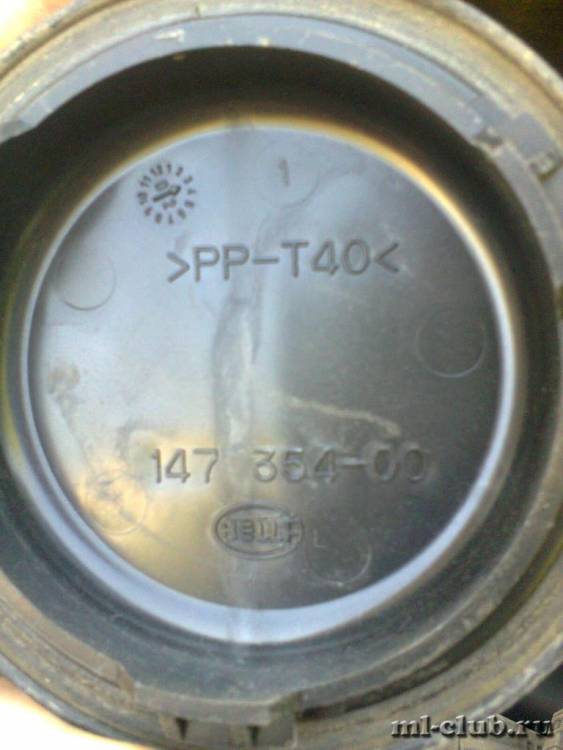 1
>PP-T40<
147 354-00
HELLA
ml-club.ru